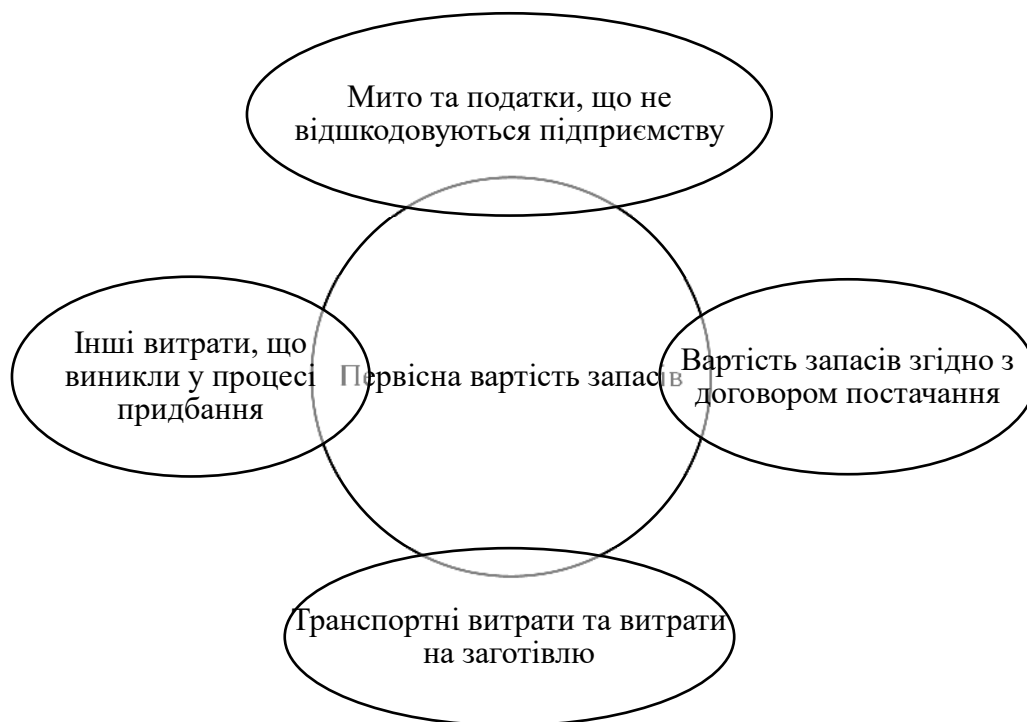 Мито та податки, що не
відшкодовуються підприємству
Інші витрати, що
виникли у процесі
придбання
Первісна вартість запасів
Вартість запасів згідно з
договором постачання
Транспортні витрати та витрати
на заготівлю